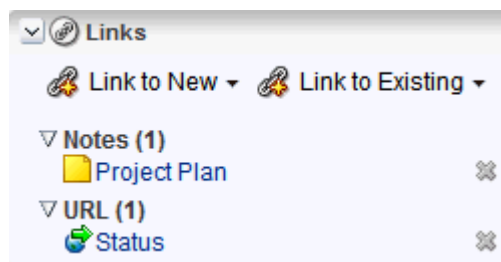 Links
Link to New Link to Existing
Notes (1)
Project Plan
URL (1)
Status